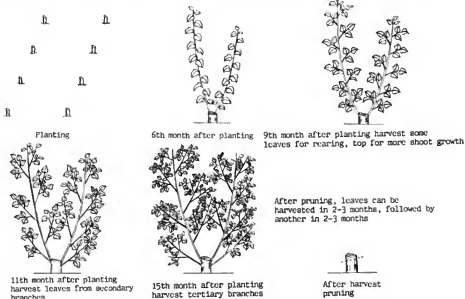 Planting
6th month after planting
9th month after planting harvest some
leaves for rearing, top for more shoot growth
11th month after planting
harvest leaves from secondary
branches
15th month after planting
harvest tertiary branches
After pruning, leaves can be
harvested in 2-3 months, followed by
another in 2-3 months
After harvest
pruning